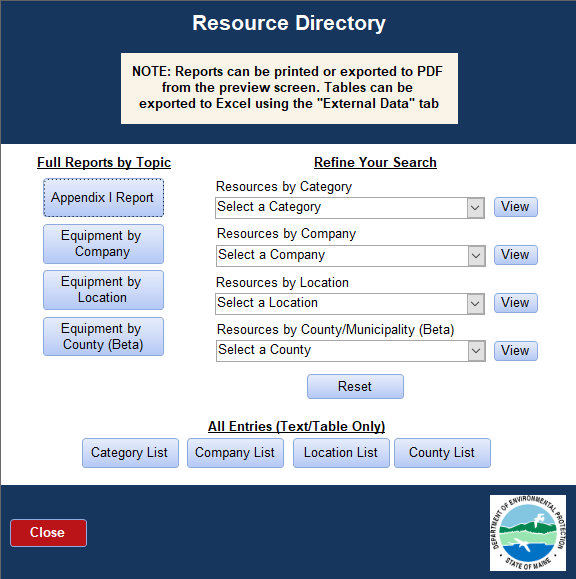 Resource Directory
NOTE: Reports can be printed or exported to PDF
from the preview screen. Tables can be
exported to Excel using the "External Data" tab
Full Reports by Topic
Appendix I Report
Equipment by
Company
Equipment by
Location
Equipment by
County (Beta)
Refine Your Search
Resources by Category
Select a Category
View
Resources by Company
Select a Company
View
Resources by Location
Select a Location
View
Resources by County/Municipality (Beta)
Select a County
View
Reset
All Entries (Text/Table Only)
Category List
Company List
Location List
County List
Close
DEPARTMENT OF ENVIRONMENTAL PROTECTION
STATE OF MAINE